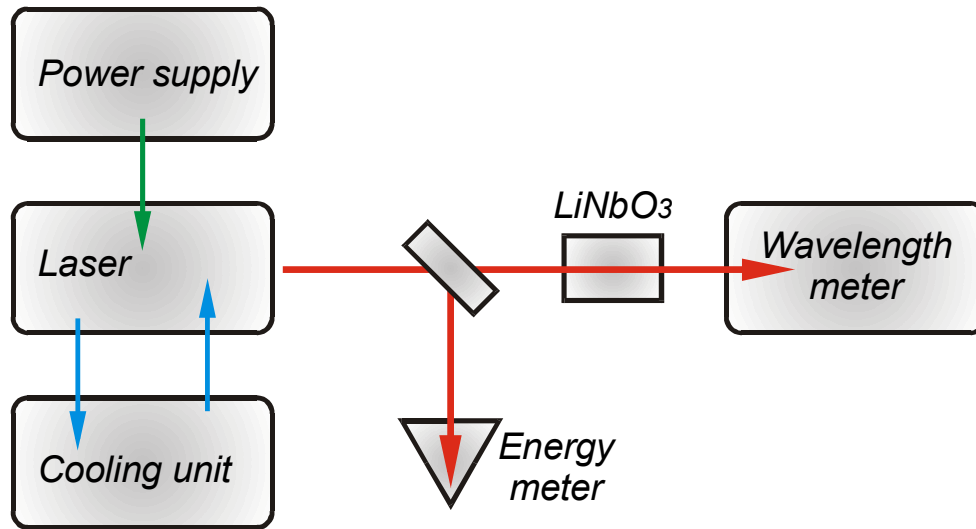 Power supply
LiNbO3
Laser
Wavelength
meter
Cooling unit
Energy
meter